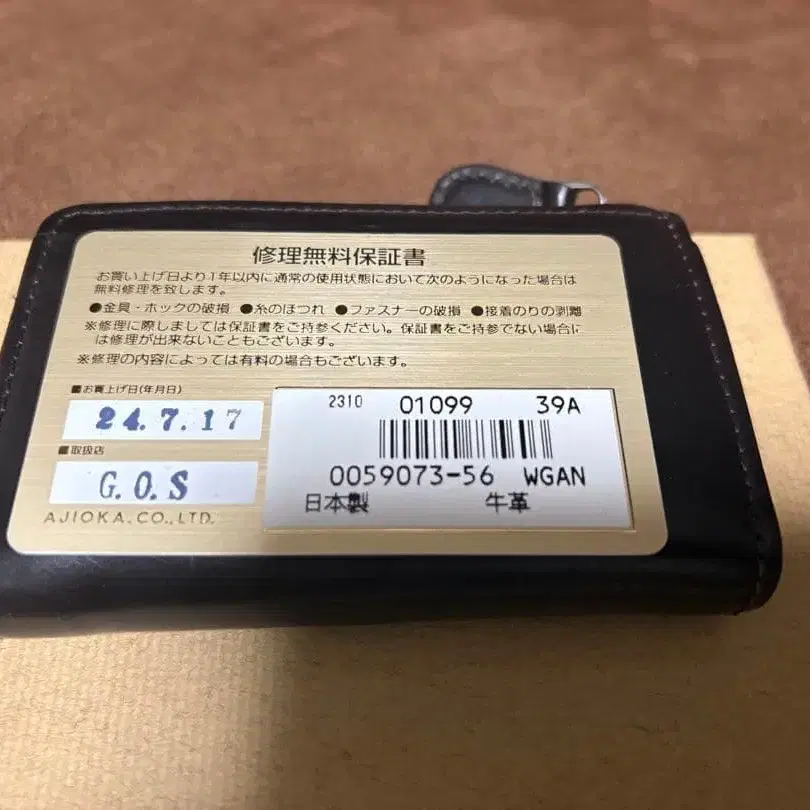 修理無料保証書
お買い上げ日より1年以内に通常の使用状態において次のようになった場合は
無料修理を致します。
●金具・ホックの破損 ●糸のほつれ ●ファスナーの破損 ●接着のりの剥離
※修理に際しましては保証書をご持参ください。保証書をご持参でない場合に
は修理が出来ないこともございます。
※修理の内容によっては有料の場合もございます。
■お買上げ日(年月日)
24.7.17
■取扱店
G.O.S
AJIOKA.CO.,LTD.
2310 01099 39A
0059073-56 WGAN
日本製 牛革